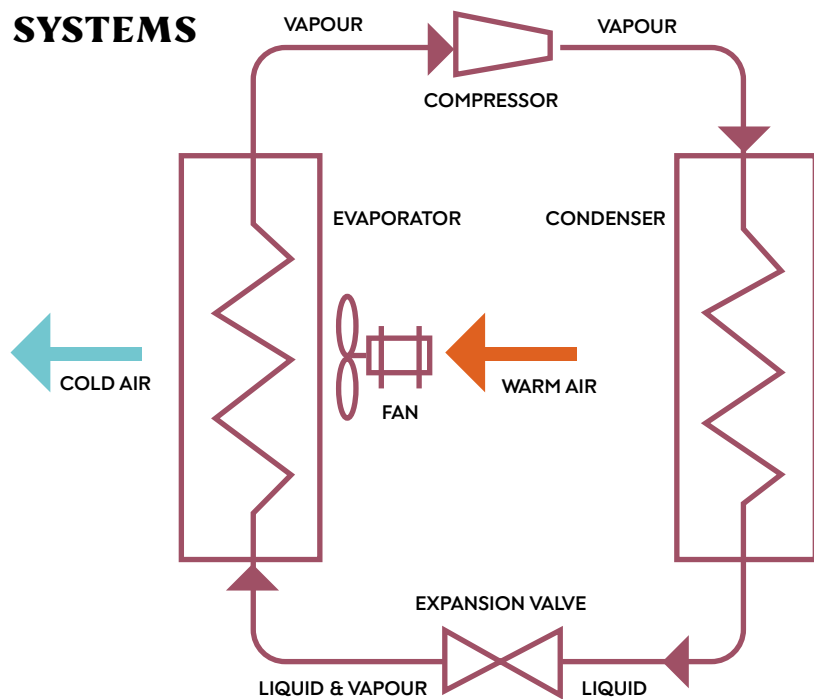 SYSTEMS
VAPOUR
VAPOUR
COMPRESSOR
EVAPORATOR
CONDENSER
COLD AIR
FAN
WARM AIR
EXPANSION VALVE
LIQUID & VAPOUR
LIQUID